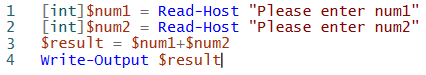 1 [int]$num1 = Read-Host "Please enter num1"
2 [int]$num2 = Read-Host "Please enter num2"
3 $result = $num1+$num2
4 Write-Output $result